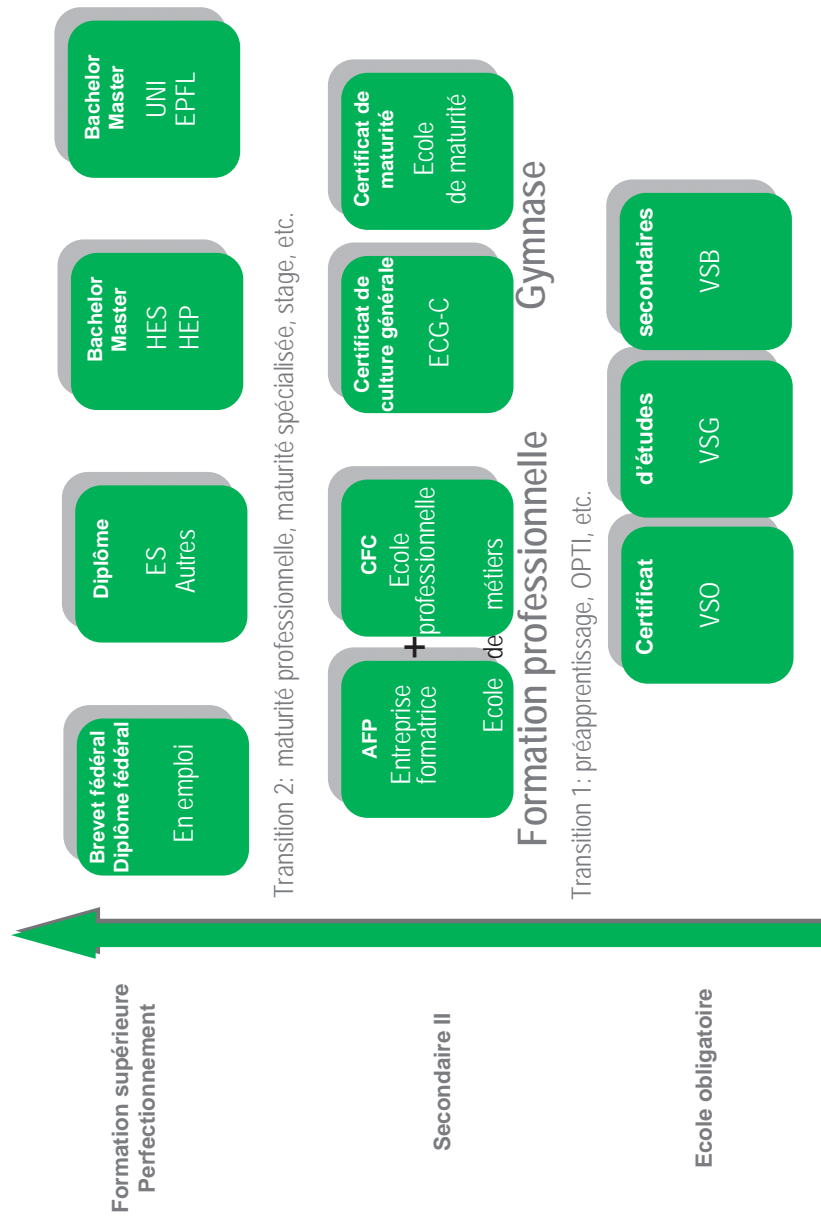 Formation supérieure
Perfectionnement
Brevet fédéral
Diplôme fédéral
En emploi
Diplôme
ES
Autres
Bachelor
Master
HES
HEP
Bachelor
Master
UNI
EPFL
Transition 2: maturité professionnelle, maturité spécialisée, stage, etc.
Secondaire II
AFP
Entreprise
formatrice
+
CFC
Ecole
professionnelle
Ecole de métiers
Certificat de
culture générale
ECG-C
Certificat de
maturité
Ecole
de maturité
Formation professionnelle
Gymnase
Transition 1: préapprentissage, OPTI, etc.
Ecole obligatoire
Certificat d'études secondaires
VSO
VSG
VSB